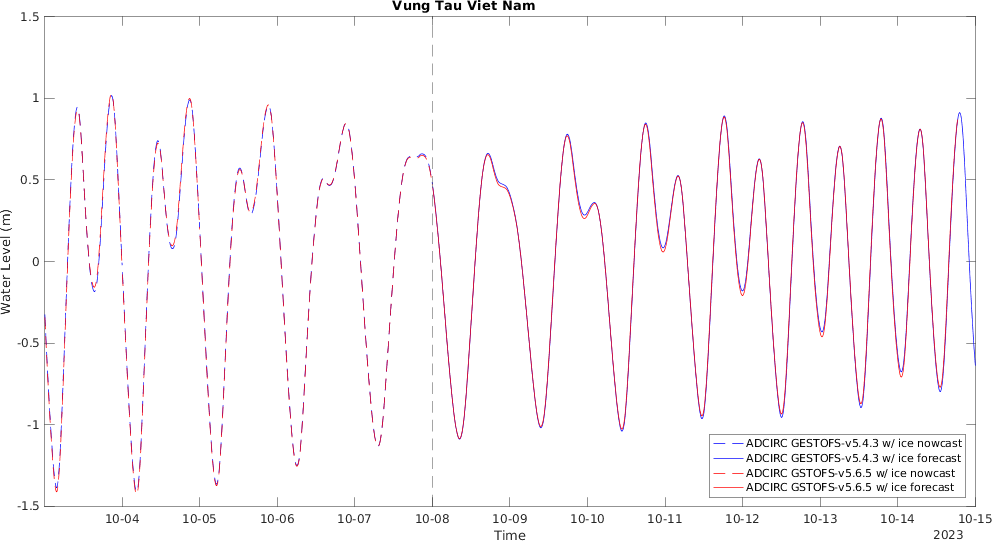 Vung Tau Viet Nam
1.5
1
0.5
0
-0.5
-1
-1.5
Water Level (m)
10-04 10-05 10-06 10-07 10-08 10-09 10-10 10-11 10-12 10-13 10-14 10-15
Time
2023
ADCIRC GESTOFS-v5.4.3 w/ ice nowcast
ADCIRC GESTOFS-v5.4.3 w/ ice forecast
ADCIRC GSTOFS-v5.6.5 w/ ice nowcast
ADCIRC GSTOFS-v5.6.5 w/ ice forecast